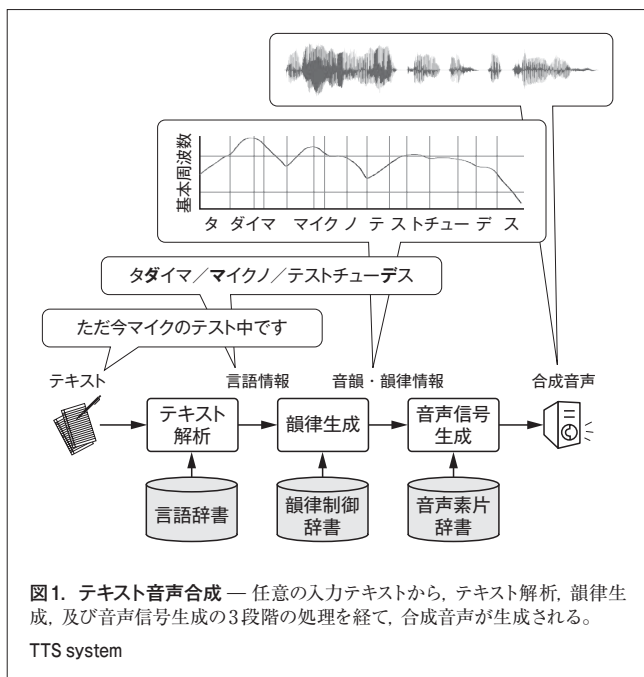 基本周波数
タ ダイマ マイク ノ テ ストチュー デ ス
タダイマ／マイクノ／テストチューデス
ただ今マイクのテスト中です
テキスト 言語情報 音韻・韻律情報 合成音声
テキスト
解析
韻律生成
音声信号
生成
言語辞書
韻律制御
辞書
音声素片
辞書
図1. テキスト音声合成 — 任意の入力テキストから，テキスト解析，韻律生
成，及び音声信号生成の3段階の処理を経て，合成音声が生成される。
TTS system